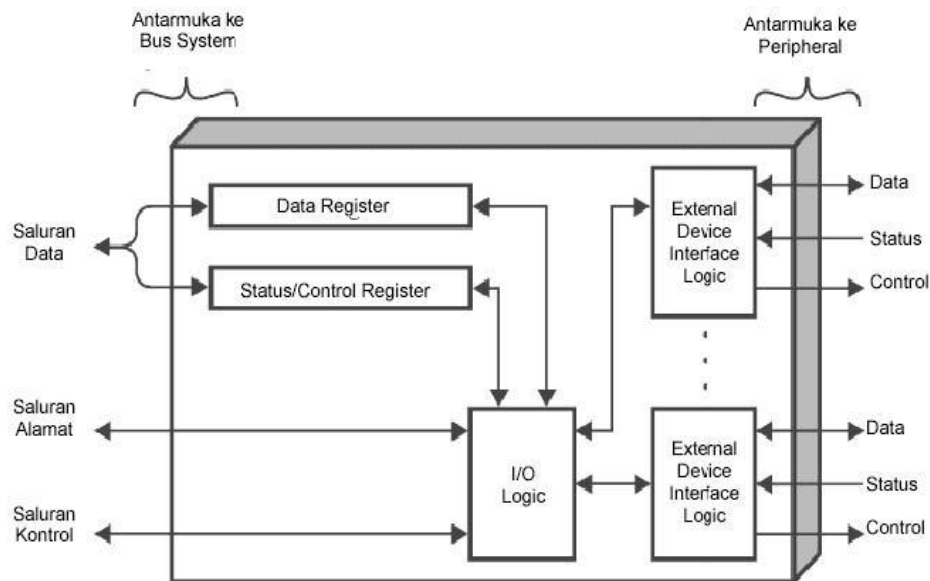 Antarmuka ke
Bus System
Antarmuka ke
Peripheral
Data Register
Status/Control Register
Saluran
Data
Saluran
Alamat
Saluran
Kontrol
I/O
Logic
External
Device
Interface
Logic
Data
Status
Control
External
Device
Interface
Logic
Data
Status
Control